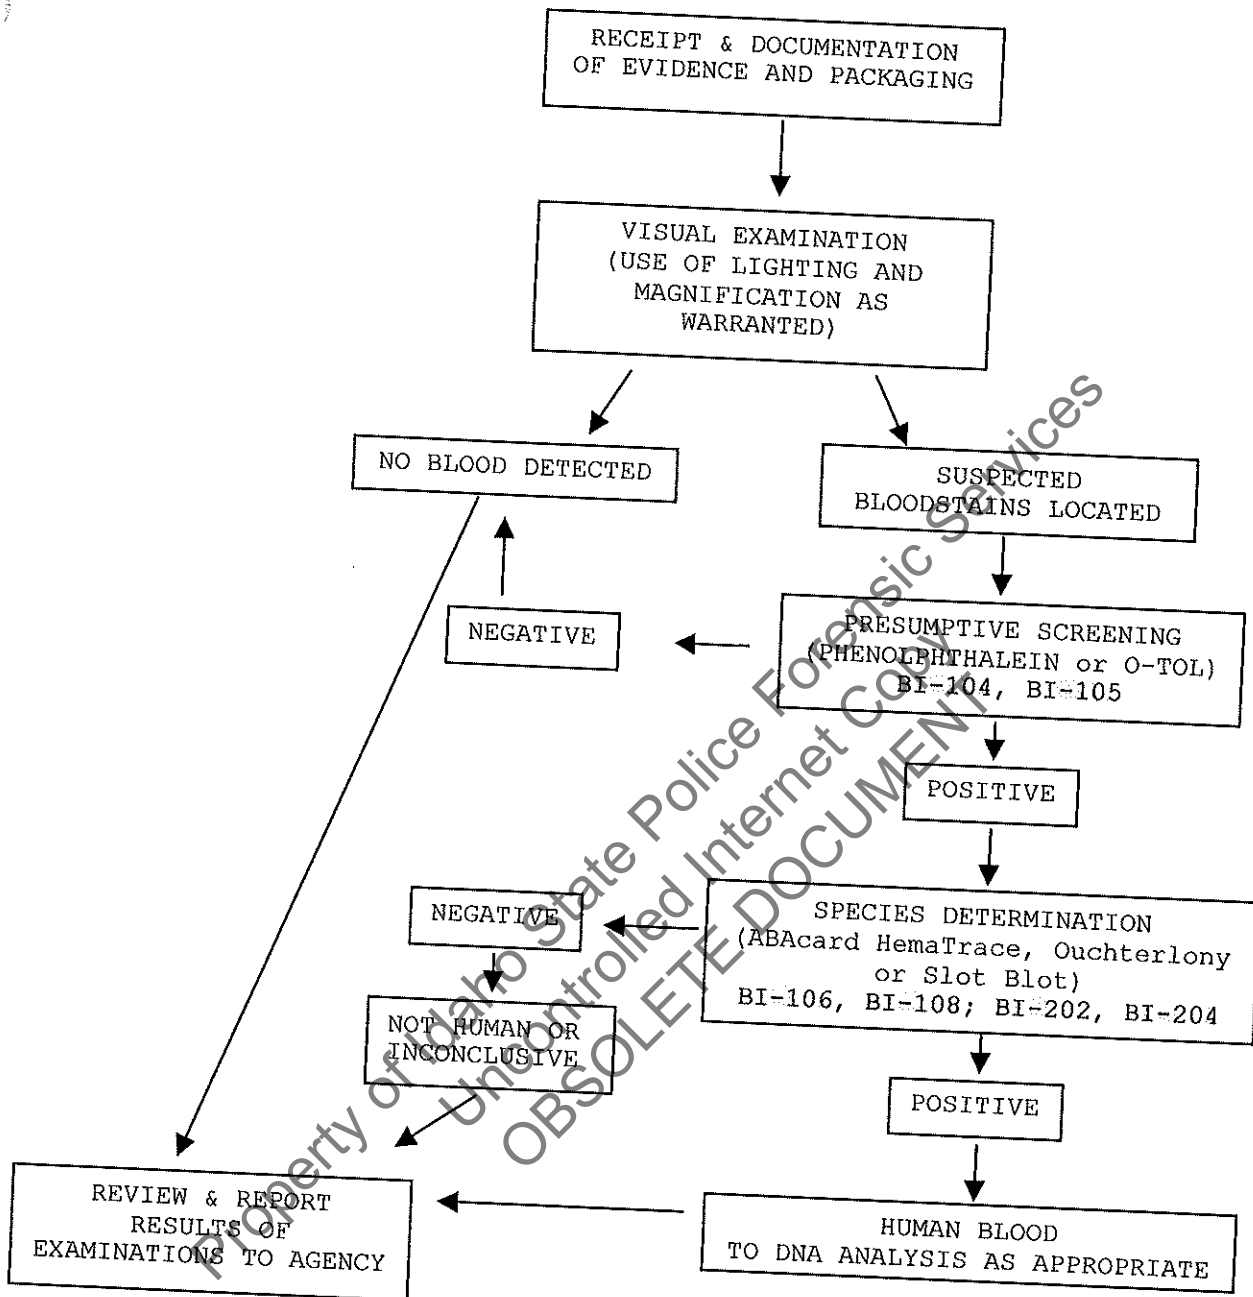 RECEIPT & DOCUMENTATION
OF EVIDENCE AND PACKAGING
VISUAL EXAMINATION
(USE OF LIGHTING AND
MAGNIFICATION AS
WARRANTED)
NO BLOOD DETECTED
SUSPECTED
BLOODSTAINS LOCATED
NEGATIVE
PRESUMPTIVE SCREENING
(PHENOLPHTHALEIN or O-TOL)
BI-104, BI-105
POSITIVE
NEGATIVE
SPECIES DETERMINATION
(ABAcard HemaTrace, Ouchterlony
or Slot Blot)
BI-106, BI-108; BI-202, BI-204
NOT HUMAN OR
INCONCLUSIVE
POSITIVE
REVIEW & REPORT
RESULTS OF
EXAMINATIONS TO AGENCY
HUMAN BLOOD
TO DNA ANALYSIS AS APPROPRIATE
Property of Idaho State Police Forensic Services
Uncontrolled Internet Copy
OBSOLETE DOCUMENT